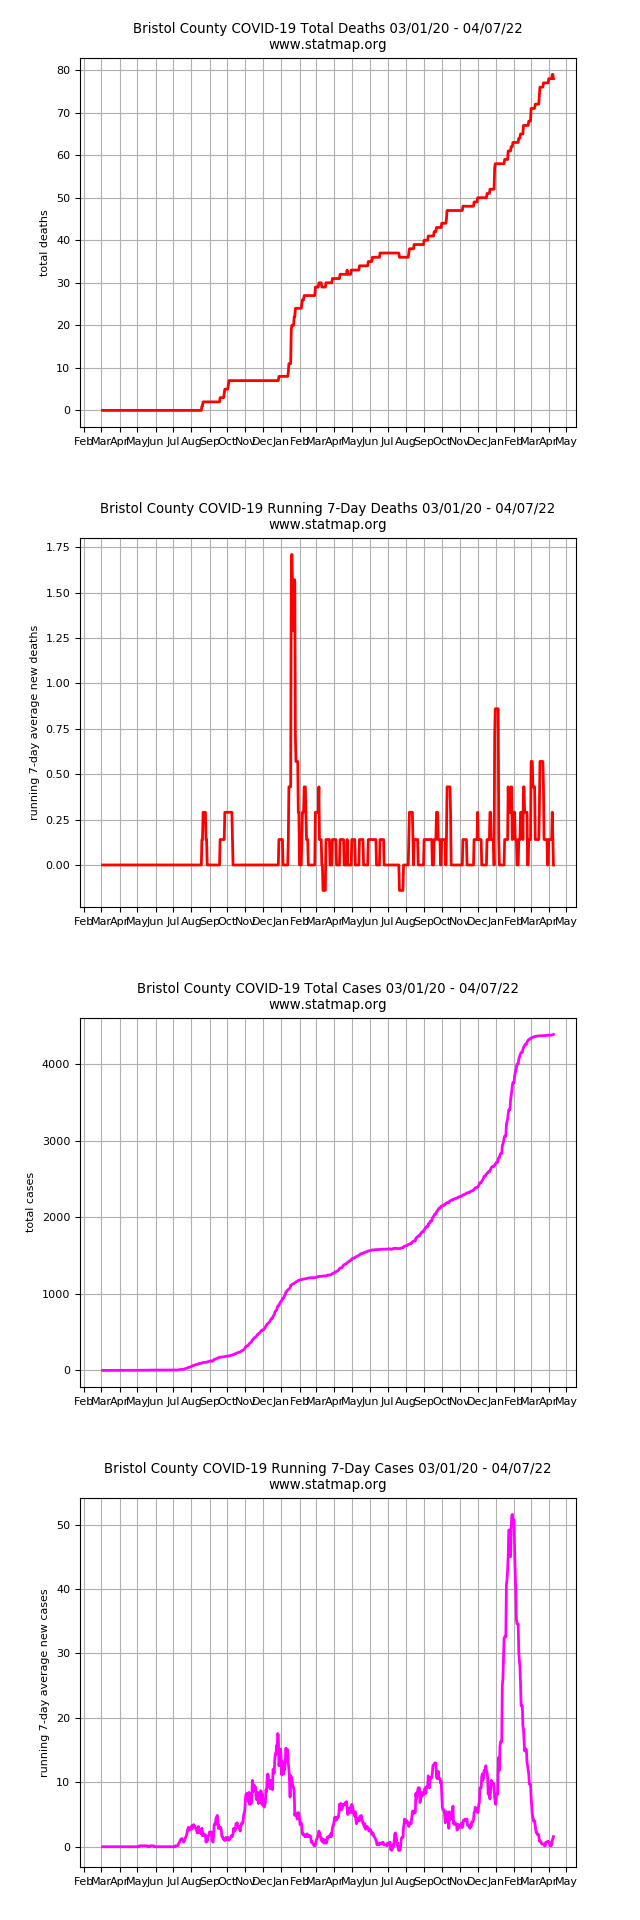 Bristol County COVID-19 Total Deaths 03/01/20 - 04/07/22
www.statmap.org
80
70
60
50
40
30
20
10
0
total deaths
Feb Mar Apr May Jun Jul Aug Sep Oct Nov Dec Jan Feb Mar Apr May Jun Jul Aug Sep Oct Nov Dec Jan Feb Mar Apr May
Bristol County COVID-19 Running 7-Day Deaths 03/01/20 - 04/07/22
www.statmap.org
1.75
1.50
1.25
1.00
0.75
0.50
0.25
0.00
running 7-day average new deaths
Feb Mar Apr May Jun Jul Aug Sep Oct Nov Dec Jan Feb Mar Apr May Jun Jul Aug Sep Oct Nov Dec Jan Feb Mar Apr May
Bristol County COVID-19 Total Cases 03/01/20 - 04/07/22
www.statmap.org
4000
3000
2000
1000
0
total cases
Feb Mar Apr May Jun Jul Aug Sep Oct Nov Dec Jan Feb Mar Apr May Jun Jul Aug Sep Oct Nov Dec Jan Feb Mar Apr May
Bristol County COVID-19 Running 7-Day Cases 03/01/20 - 04/07/22
www.statmap.org
50
40
30
20
10
0
running 7-day average new cases
Feb Mar Apr May Jun Jul Aug Sep Oct Nov Dec Jan Feb Mar Apr May Jun Jul Aug Sep Oct Nov Dec Jan Feb Mar Apr May